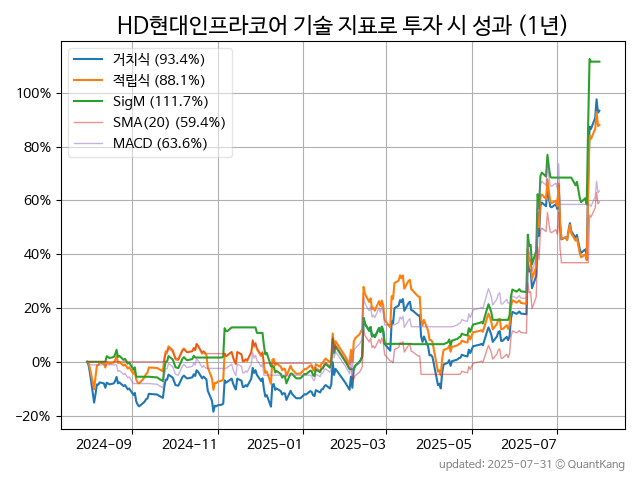 HD현대인프라코어 기술 지표로 투자 시 성과 (1년)
거치식 (93.4%)
적립식 (88.1%)
SigM (111.7%)
SMA(20) (59.4%)
MACD (63.6%)
100%
80%
60%
40%
20%
0%
−20%
2024-09 2024-11 2025-01 2025-03 2025-05 2025-07
updated: 2025-07-31 © QuantKang